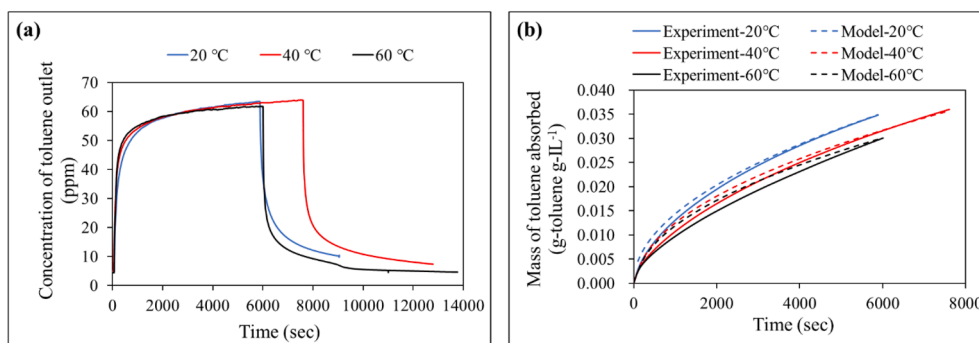 (a)
20 ℃ 40 ℃ 60 ℃
Concentration of toluene outlet
(ppm)
70
60
50
40
30
20
10
0
0 2000 4000 6000 8000 10000 12000 14000
Time (sec)
(b)
Experiment-20℃ Model-20℃
Experiment-40℃ Model-40℃
Experiment-60℃ Model-60℃
Mass of toluene absorbed
(g-toluene g-IL⁻¹)
0.040
0.035
0.030
0.025
0.020
0.015
0.010
0.005
0.000
0 2000 4000 6000 8000
Time (sec)